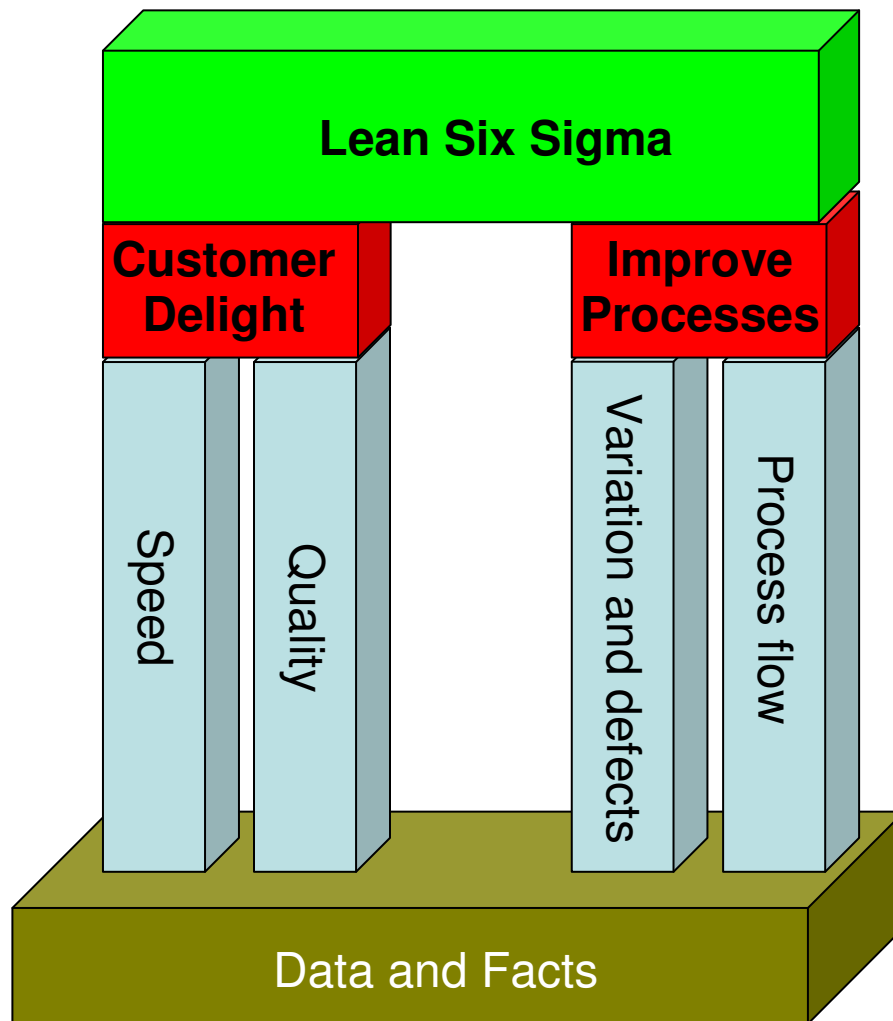 Lean Six Sigma
Customer
Delight
Improve
Processes
Speed
Quality
Variation and defects
Process flow
Data and Facts